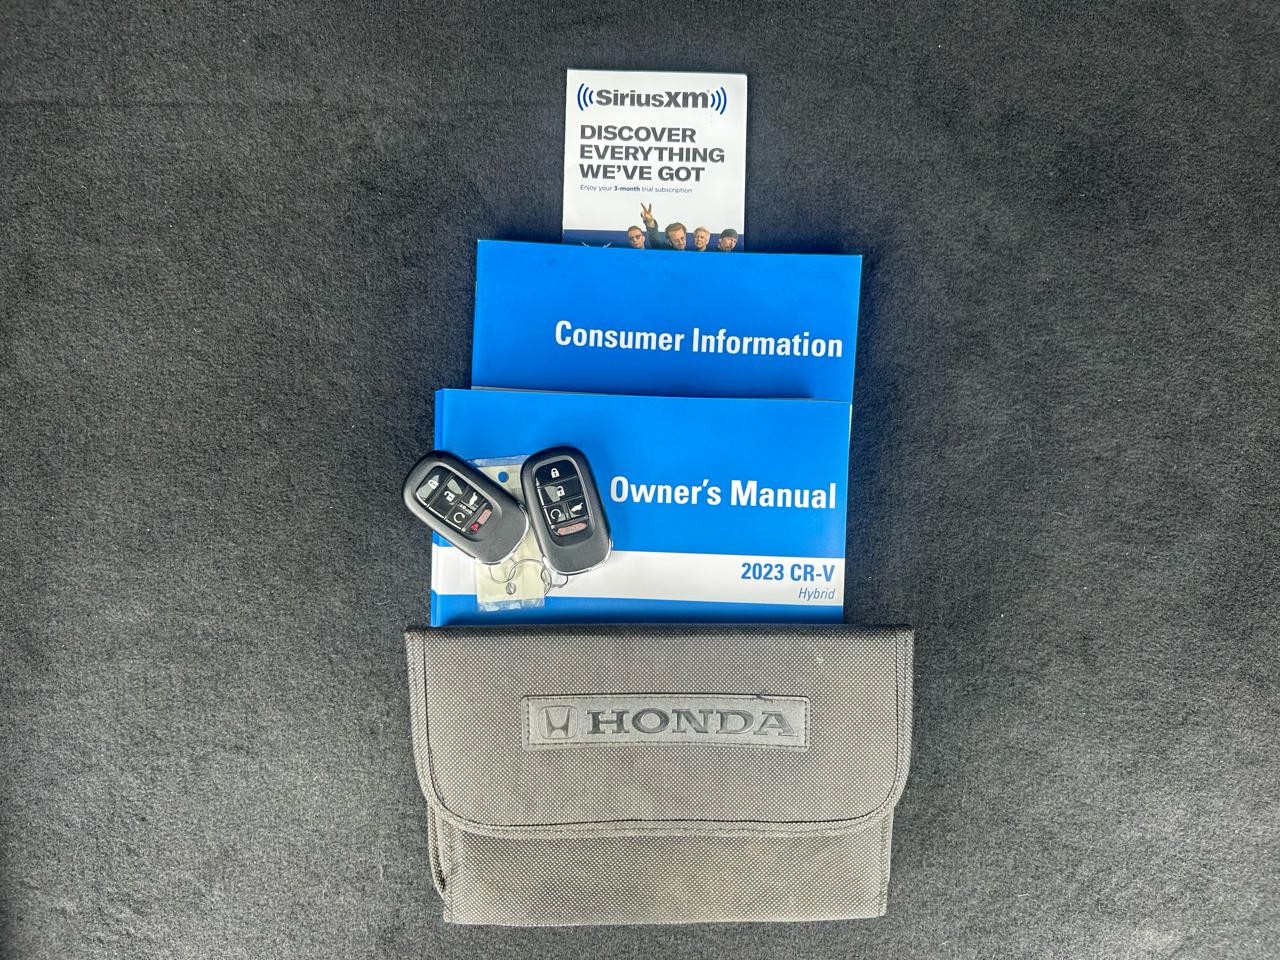 SiriusXM
DISCOVER
EVERYTHING
WE'VE GOT
Enjoy your 3-month trial subscription
Consumer Information
Owner's Manual
2023 CR-V
Hybrid
HONDA